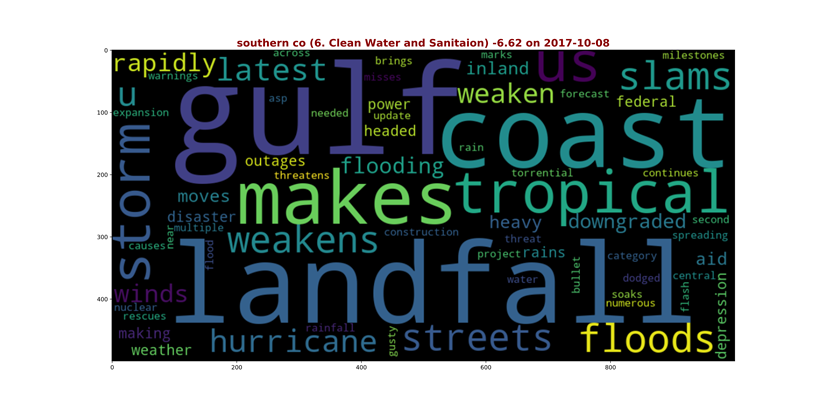 southern co (6. Clean Water and Sanitaion) -6.62 on 2017-10-08
0
100
200
300
400
0
200
400
600
800
rapidly
warnings
across
latest
brings
misses
marks
inland
us
milestones
slams
u
expansion
gulf
asp
needed
power
update
headed
weaken
forecast
federal
coast
storm
outages
threatens
flooding
rain
torrential
continues
moves
makes
tropical
disaster
multiple
near
causes
weakens
construction
heavy
threat
downgraded
second
spreading
flood
landfall
project
rains
water
category
dodged
bullet
central
aid
winds
nuclear
rescues
soaks
numerous
flash
depression
making
weather
hurricane
rainfall
gusty
streets
floods